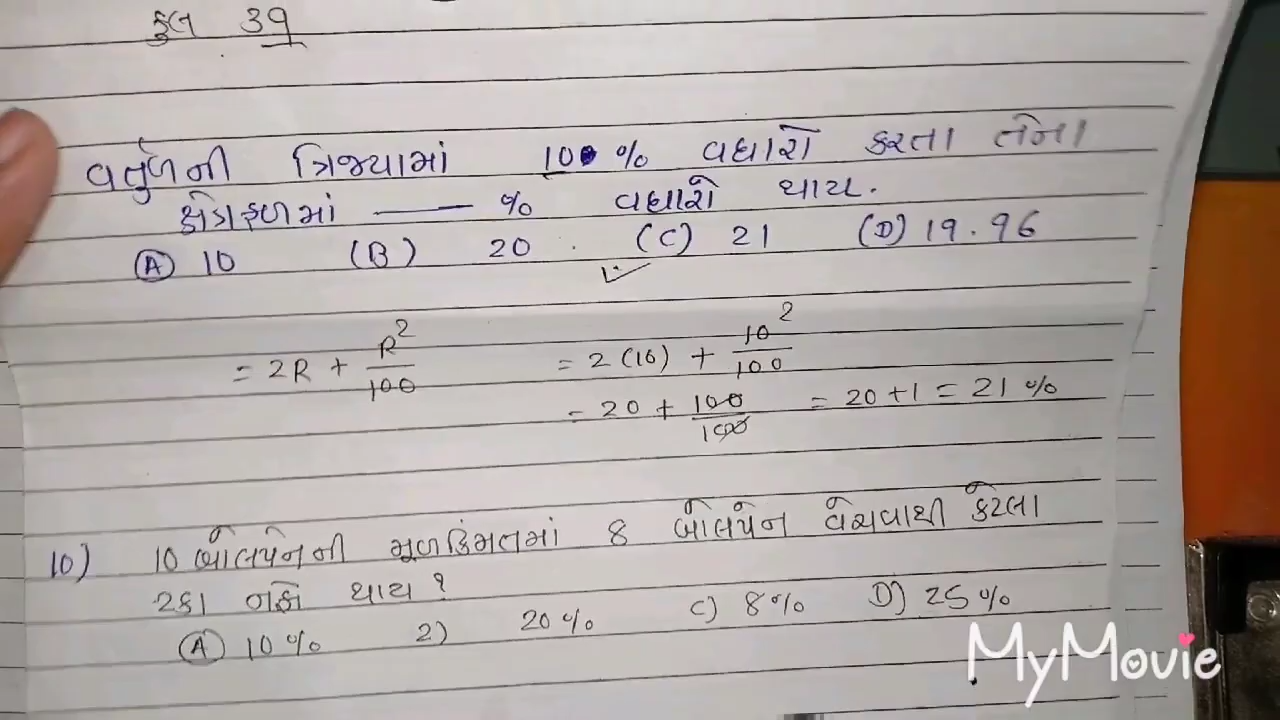 કુલ 39
વર્તુળની ત્રિજ્યામાં 10 % વધારો કરતા તેના
ક્ષેત્રફળમાં —— % વધારો થાય.
(A) 10 (B) 20 . (C) 21 (D) 19.96
= 2R + R²/100 = 2(10) + 10²/100
= 20 + 100/100 = 20+1 = 21%
10) 10 બોલપેનની મૂળકિંમતમાં 8 બોલપેન વેચવાથી કેટલા
ટકા નફો થાય ?
(A) 10% 2) 20% C) 8% D) 25%
MyMovie